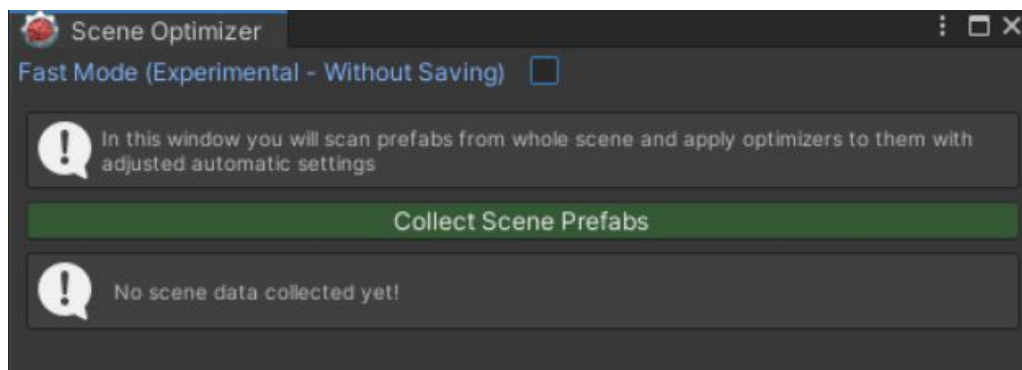 Scene Optimizer
Fast Mode (Experimental - Without Saving)
In this window you will scan prefabs from whole scene and apply optimizers to them with
adjusted automatic settings
Collect Scene Prefabs
No scene data collected yet!